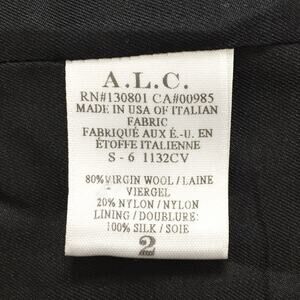 A.L.C.
RN#130801 CA#00985
MADE IN USA OF ITALIAN
FABRIC
FABRIQUÉ AUX É.-U. EN
ÉTOFFE ITALIENNE
S - 6 1132CV
80% VIRGIN WOOL / LAINE
VIERGEL
20% NYLON / NYLON
LINING / DOUBLURE:
100% SILK / SOIE
2